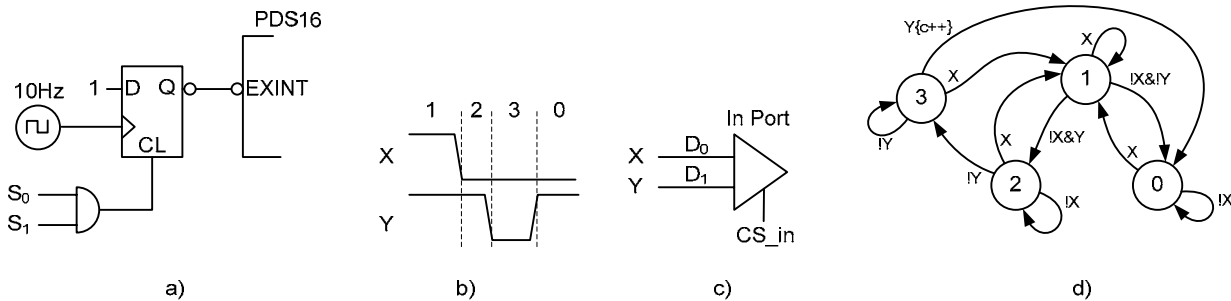 PDS16
10Hz
1
D
Q
EXINT
CL
S0
S1
a)
1 2 3 0
X
Y
b)
In Port
X
D0
Y
D1
CS_in
c)
Y{c++}
X
1
3
X
!X&!Y
!Y
X
!X&Y
X
!Y
2
!X
0
!X
d)